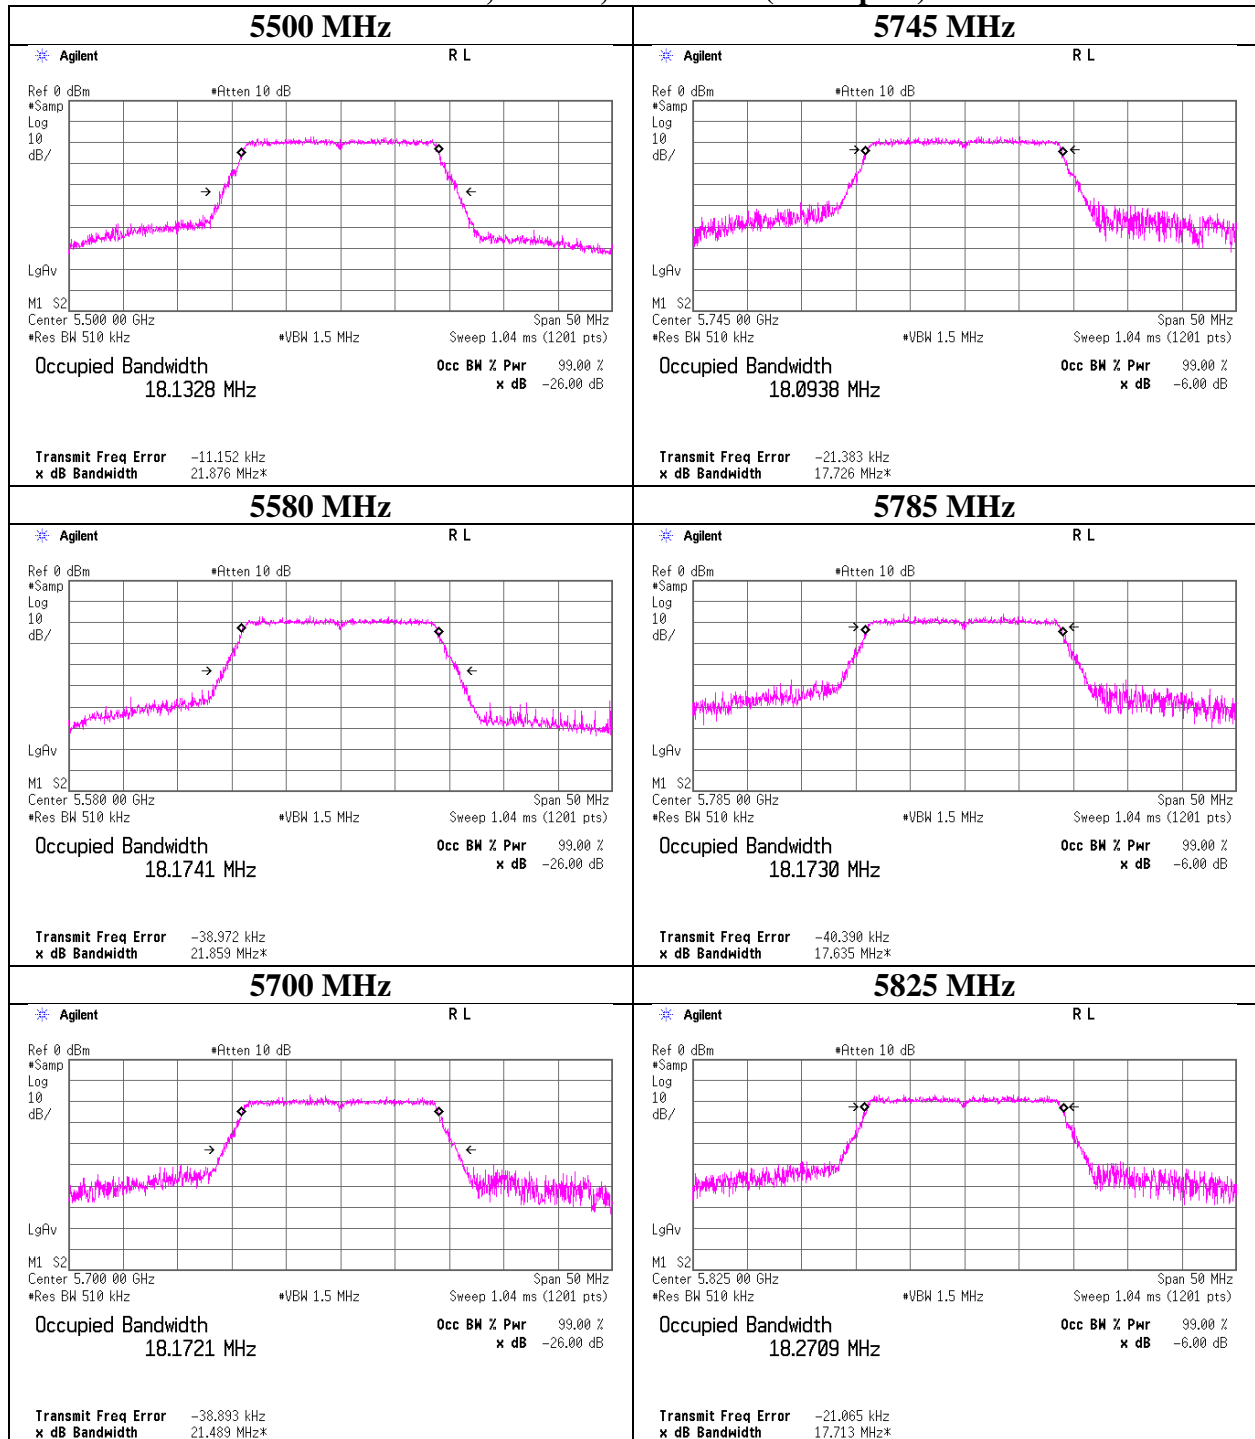 5500 MHz
Agilent R L
Ref 0 dBm #Atten 10 dB
#Samp
Log
10
dB/
LgAv
M1 S2
Center 5.500 00 GHz Span 50 MHz
#Res BW 510 kHz #VBW 1.5 MHz Sweep 1.04 ms (1201 pts)
Occupied Bandwidth Occ BW % Pwr 99.00 %
18.1328 MHz x dB -26.00 dB
Transmit Freq Error -11.152 kHz
x dB Bandwidth 21.876 MHz*
5745 MHz
Agilent R L
Ref 0 dBm #Atten 10 dB
#Samp
Log
10
dB/
LgAv
M1 S2
Center 5.745 00 GHz Span 50 MHz
#Res BW 510 kHz #VBW 1.5 MHz Sweep 1.04 ms (1201 pts)
Occupied Bandwidth Occ BW % Pwr 99.00 %
18.0938 MHz x dB -6.00 dB
Transmit Freq Error -21.383 kHz
x dB Bandwidth 17.726 MHz*
5580 MHz
Agilent R L
Ref 0 dBm #Atten 10 dB
#Samp
Log
10
dB/
LgAv
M1 S2
Center 5.580 00 GHz Span 50 MHz
#Res BW 510 kHz #VBW 1.5 MHz Sweep 1.04 ms (1201 pts)
Occupied Bandwidth Occ BW % Pwr 99.00 %
18.1741 MHz x dB -26.00 dB
Transmit Freq Error -38.972 kHz
x dB Bandwidth 21.859 MHz*
5785 MHz
Agilent R L
Ref 0 dBm #Atten 10 dB
#Samp
Log
10
dB/
LgAv
M1 S2
Center 5.785 00 GHz Span 50 MHz
#Res BW 510 kHz #VBW 1.5 MHz Sweep 1.04 ms (1201 pts)
Occupied Bandwidth Occ BW % Pwr 99.00 %
18.1730 MHz x dB -6.00 dB
Transmit Freq Error -40.390 kHz
x dB Bandwidth 17.635 MHz*
5700 MHz
Agilent R L
Ref 0 dBm #Atten 10 dB
#Samp
Log
10
dB/
LgAv
M1 S2
Center 5.700 00 GHz Span 50 MHz
#Res BW 510 kHz #VBW 1.5 MHz Sweep 1.04 ms (1201 pts)
Occupied Bandwidth Occ BW % Pwr 99.00 %
18.1721 MHz x dB -26.00 dB
Transmit Freq Error -38.893 kHz
x dB Bandwidth 21.489 MHz*
5825 MHz
Agilent R L
Ref 0 dBm #Atten 10 dB
#Samp
Log
10
dB/
LgAv
M1 S2
Center 5.825 00 GHz Span 50 MHz
#Res BW 510 kHz #VBW 1.5 MHz Sweep 1.04 ms (1201 pts)
Occupied Bandwidth Occ BW % Pwr 99.00 %
18.2709 MHz x dB -6.00 dB
Transmit Freq Error -21.065 kHz
x dB Bandwidth 17.713 MHz*